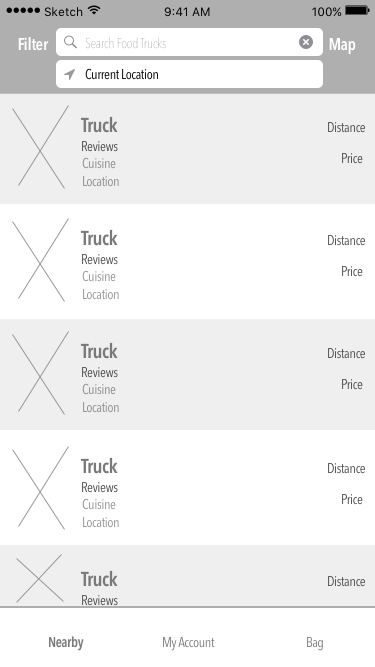 Sketch 9:41 AM 100%
Filter Search Food Trucks Map
Current Location
Truck Distance
Reviews
Cuisine Price
Location
Truck Distance
Reviews
Cuisine Price
Location
Truck Distance
Reviews
Cuisine Price
Location
Truck Distance
Reviews
Cuisine Price
Location
Truck Distance
Reviews
Nearby My Account Bag